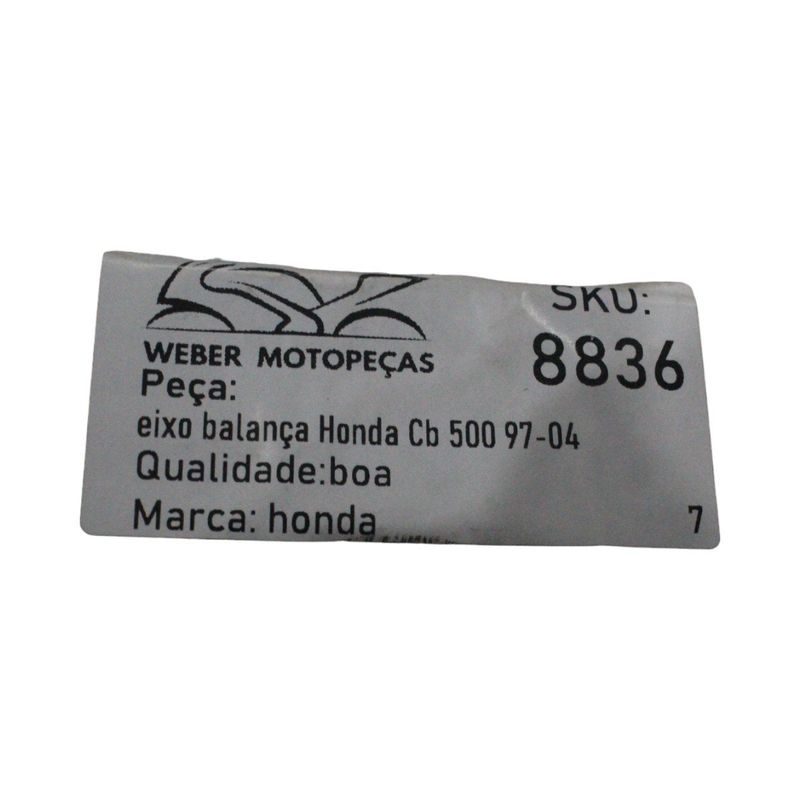 SKU:
8836
WEBER MOTOPEÇAS
Peça:
eixo balança Honda Cb 500 97-04
Qualidade:boa
Marca: honda
7